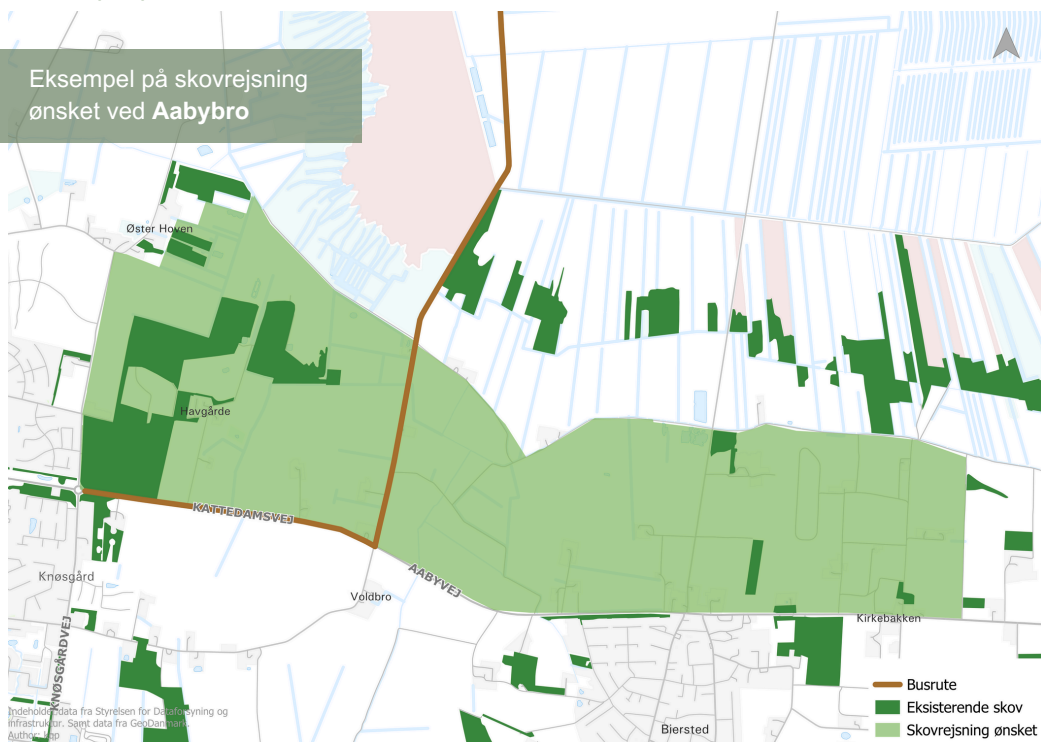 Eksempel på skovrejsning
ønsket ved Aabybro
Øster Hoven
Havgårde
KATTEDAMSVEJ
Knøsgård
Voldbro
AABYVEJ
KNØSGÅRDVEJ
Kirkebakken
Biersted
Busrute
Eksisterende skov
Skovrejsning ønsket
Indeholder data fra Styrelsen for Dataforsyning og
infrastruktur. Samt data fra GeoDanmark.
Author: